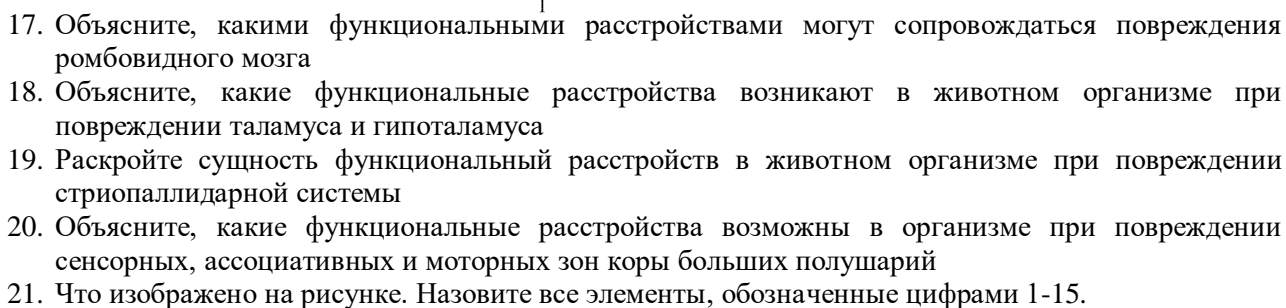 17. Объясните, какими функциональными расстройствами могут сопровождаться повреждения
ромбовидного мозга
18. Объясните, какие функциональные расстройства возникают в животном организме при
повреждении таламуса и гипоталамуса
19. Раскройте сущность функциональный расстройств в животном организме при повреждении
стриопаллидарной системы
20. Объясните, какие функциональные расстройства возможны в организме при повреждении
сенсорных, ассоциативных и моторных зон коры больших полушарий
21. Что изображено на рисунке. Назовите все элементы, обозначенные цифрами 1-15.